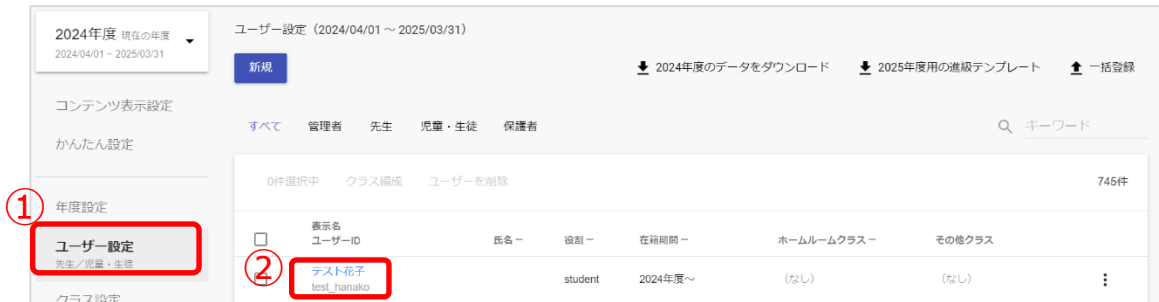 2024年度 現在の年度
2024/04/01 ~ 2025/03/31
コンテンツ表示設定
かんたん設定
年度設定
①
ユーザー設定
先生/児童・生徒
クラス設定
ユーザー設定(2024/04/01 ~ 2025/03/31)
新規
2024年度のデータをダウンロード 2025年度用の進級テンプレート 一括登録
すべて 管理者 先生 児童・生徒 保護者 キーワード
0件選択中 クラス編成 ユーザーを削除 745件
表示名
ユーザーID 氏名 役割 在籍期間 ホームルームクラス その他クラス
②
テスト花子
test_hanako student 2024年度~ (なし) (なし)